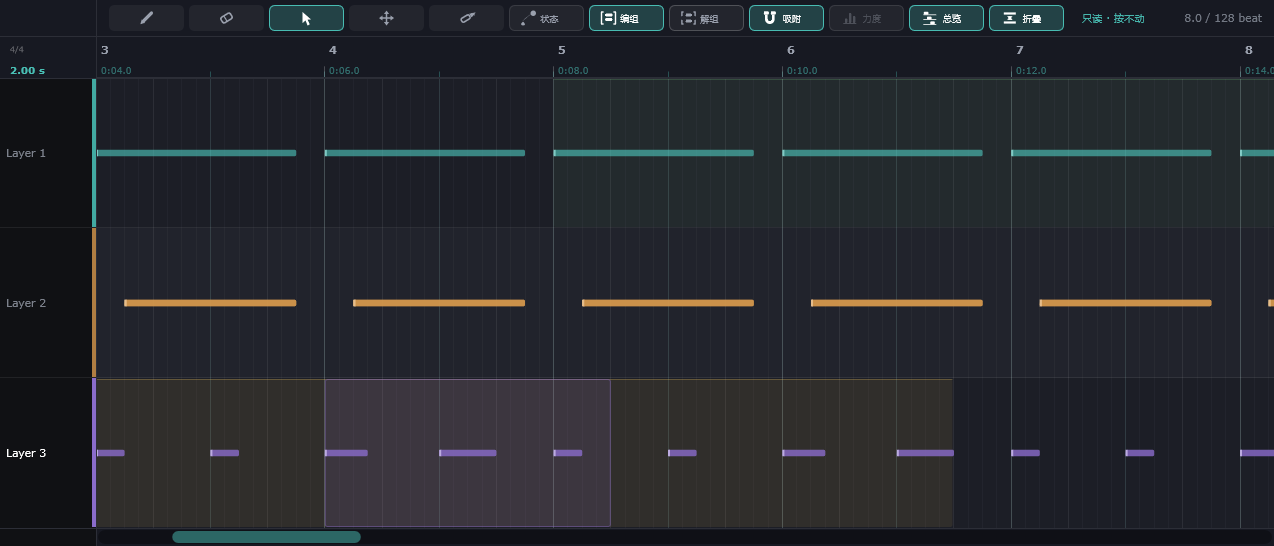 状态 编组 解组 吸附 力度 总览 折叠 只读·按不动 8.0 / 128 beat
4/4 3 4 5 6 7 8
2.00 s 0:04.0 0:06.0 0:08.0 0:10.0 0:12.0 0:14.0
Layer 1
Layer 2
Layer 3